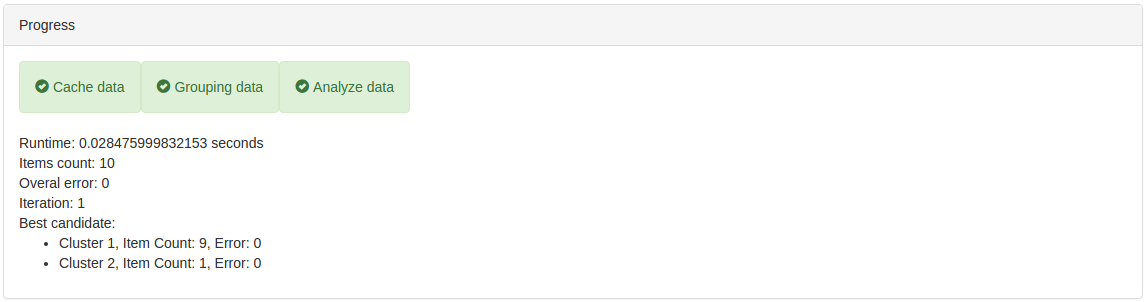 Progress
Cache data Grouping data Analyze data
Runtime: 0.028475999832153 seconds
Items count: 10
Overal error: 0
Iteration: 1
Best candidate:
• Cluster 1, Item Count: 9, Error: 0
• Cluster 2, Item Count: 1, Error: 0